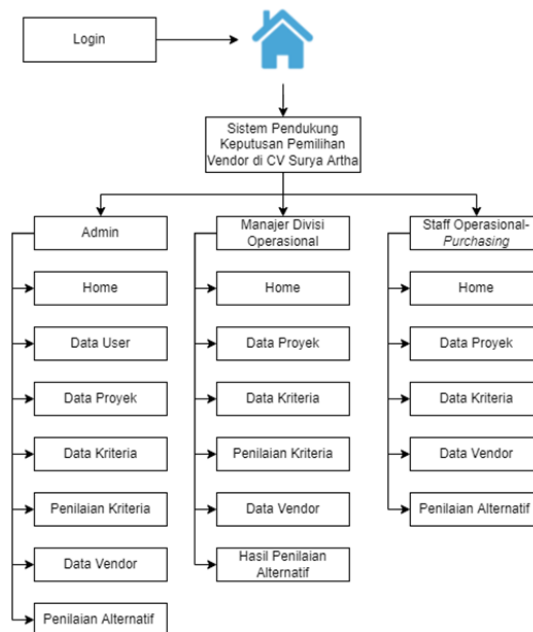 Login
Sistem Pendukung
Keputusan Pemilihan
Vendor di CV Surya Artha
Admin
Home
Data User
Data Proyek
Data Kriteria
Penilaian Kriteria
Data Vendor
Penilaian Alternatif
Manajer Divisi
Operasional
Home
Data Proyek
Data Kriteria
Penilaian Kriteria
Data Vendor
Hasil Penilaian
Alternatif
Staff Operasional-
Purchasing
Home
Data Proyek
Data Kriteria
Data Vendor
Penilaian Alternatif